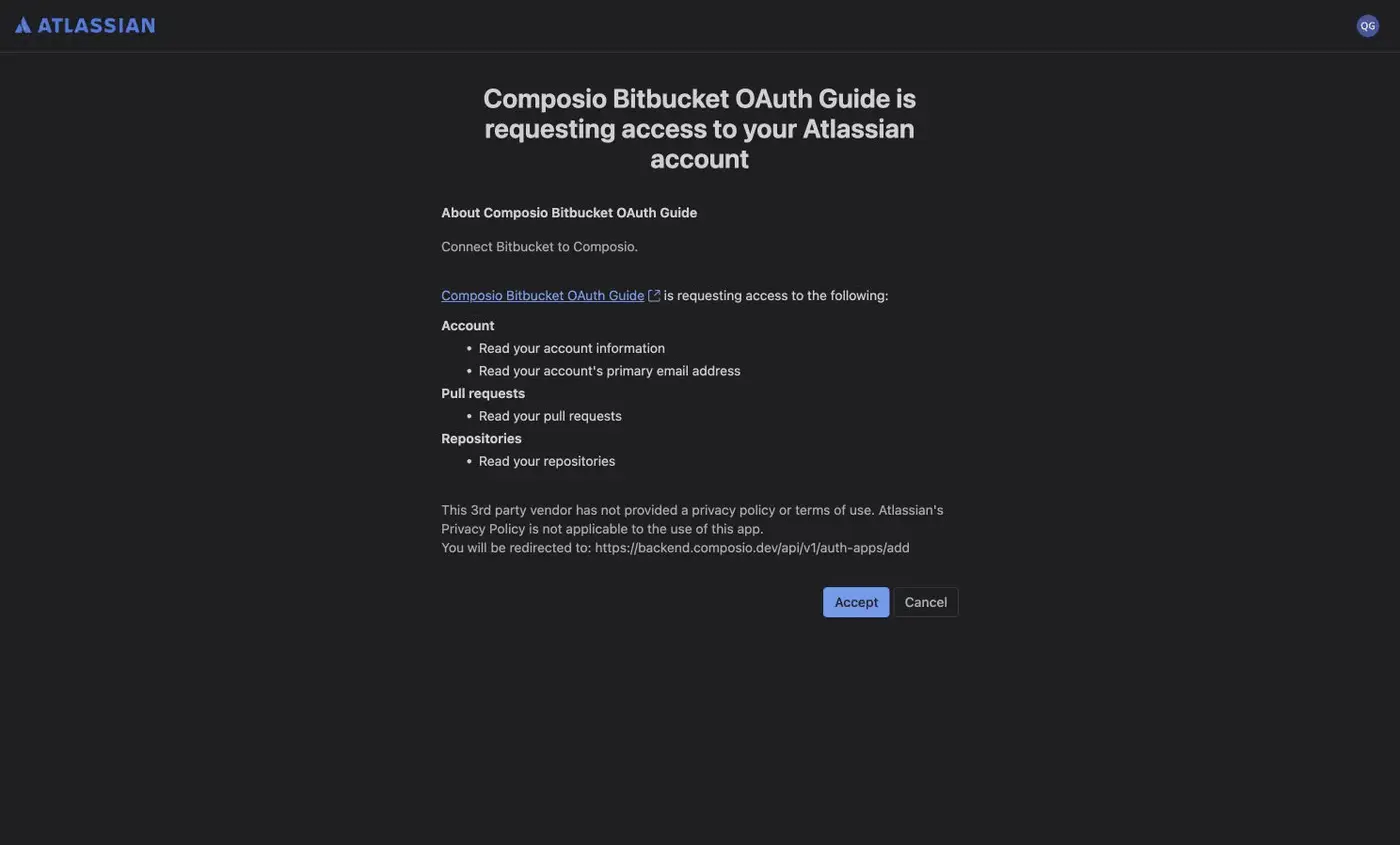 ATLASSIAN
QG
Composio Bitbucket OAuth Guide is
requesting access to your Atlassian
account
About Composio Bitbucket OAuth Guide
Connect Bitbucket to Composio.
Composio Bitbucket OAuth Guide is requesting access to the following:
Account
• Read your account information
• Read your account's primary email address
Pull requests
• Read your pull requests
Repositories
• Read your repositories
This 3rd party vendor has not provided a privacy policy or terms of use. Atlassian's
Privacy Policy is not applicable to the use of this app.
You will be redirected to: https://backend.composio.dev/api/v1/auth-apps/add
Accept Cancel